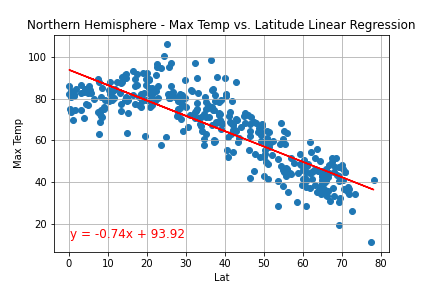 Northern Hemisphere - Max Temp vs. Latitude Linear Regression
100
80
60
40
20
Max Temp
y = -0.74x + 93.92
0 10 20 30 40 50 60 70 80
Lat